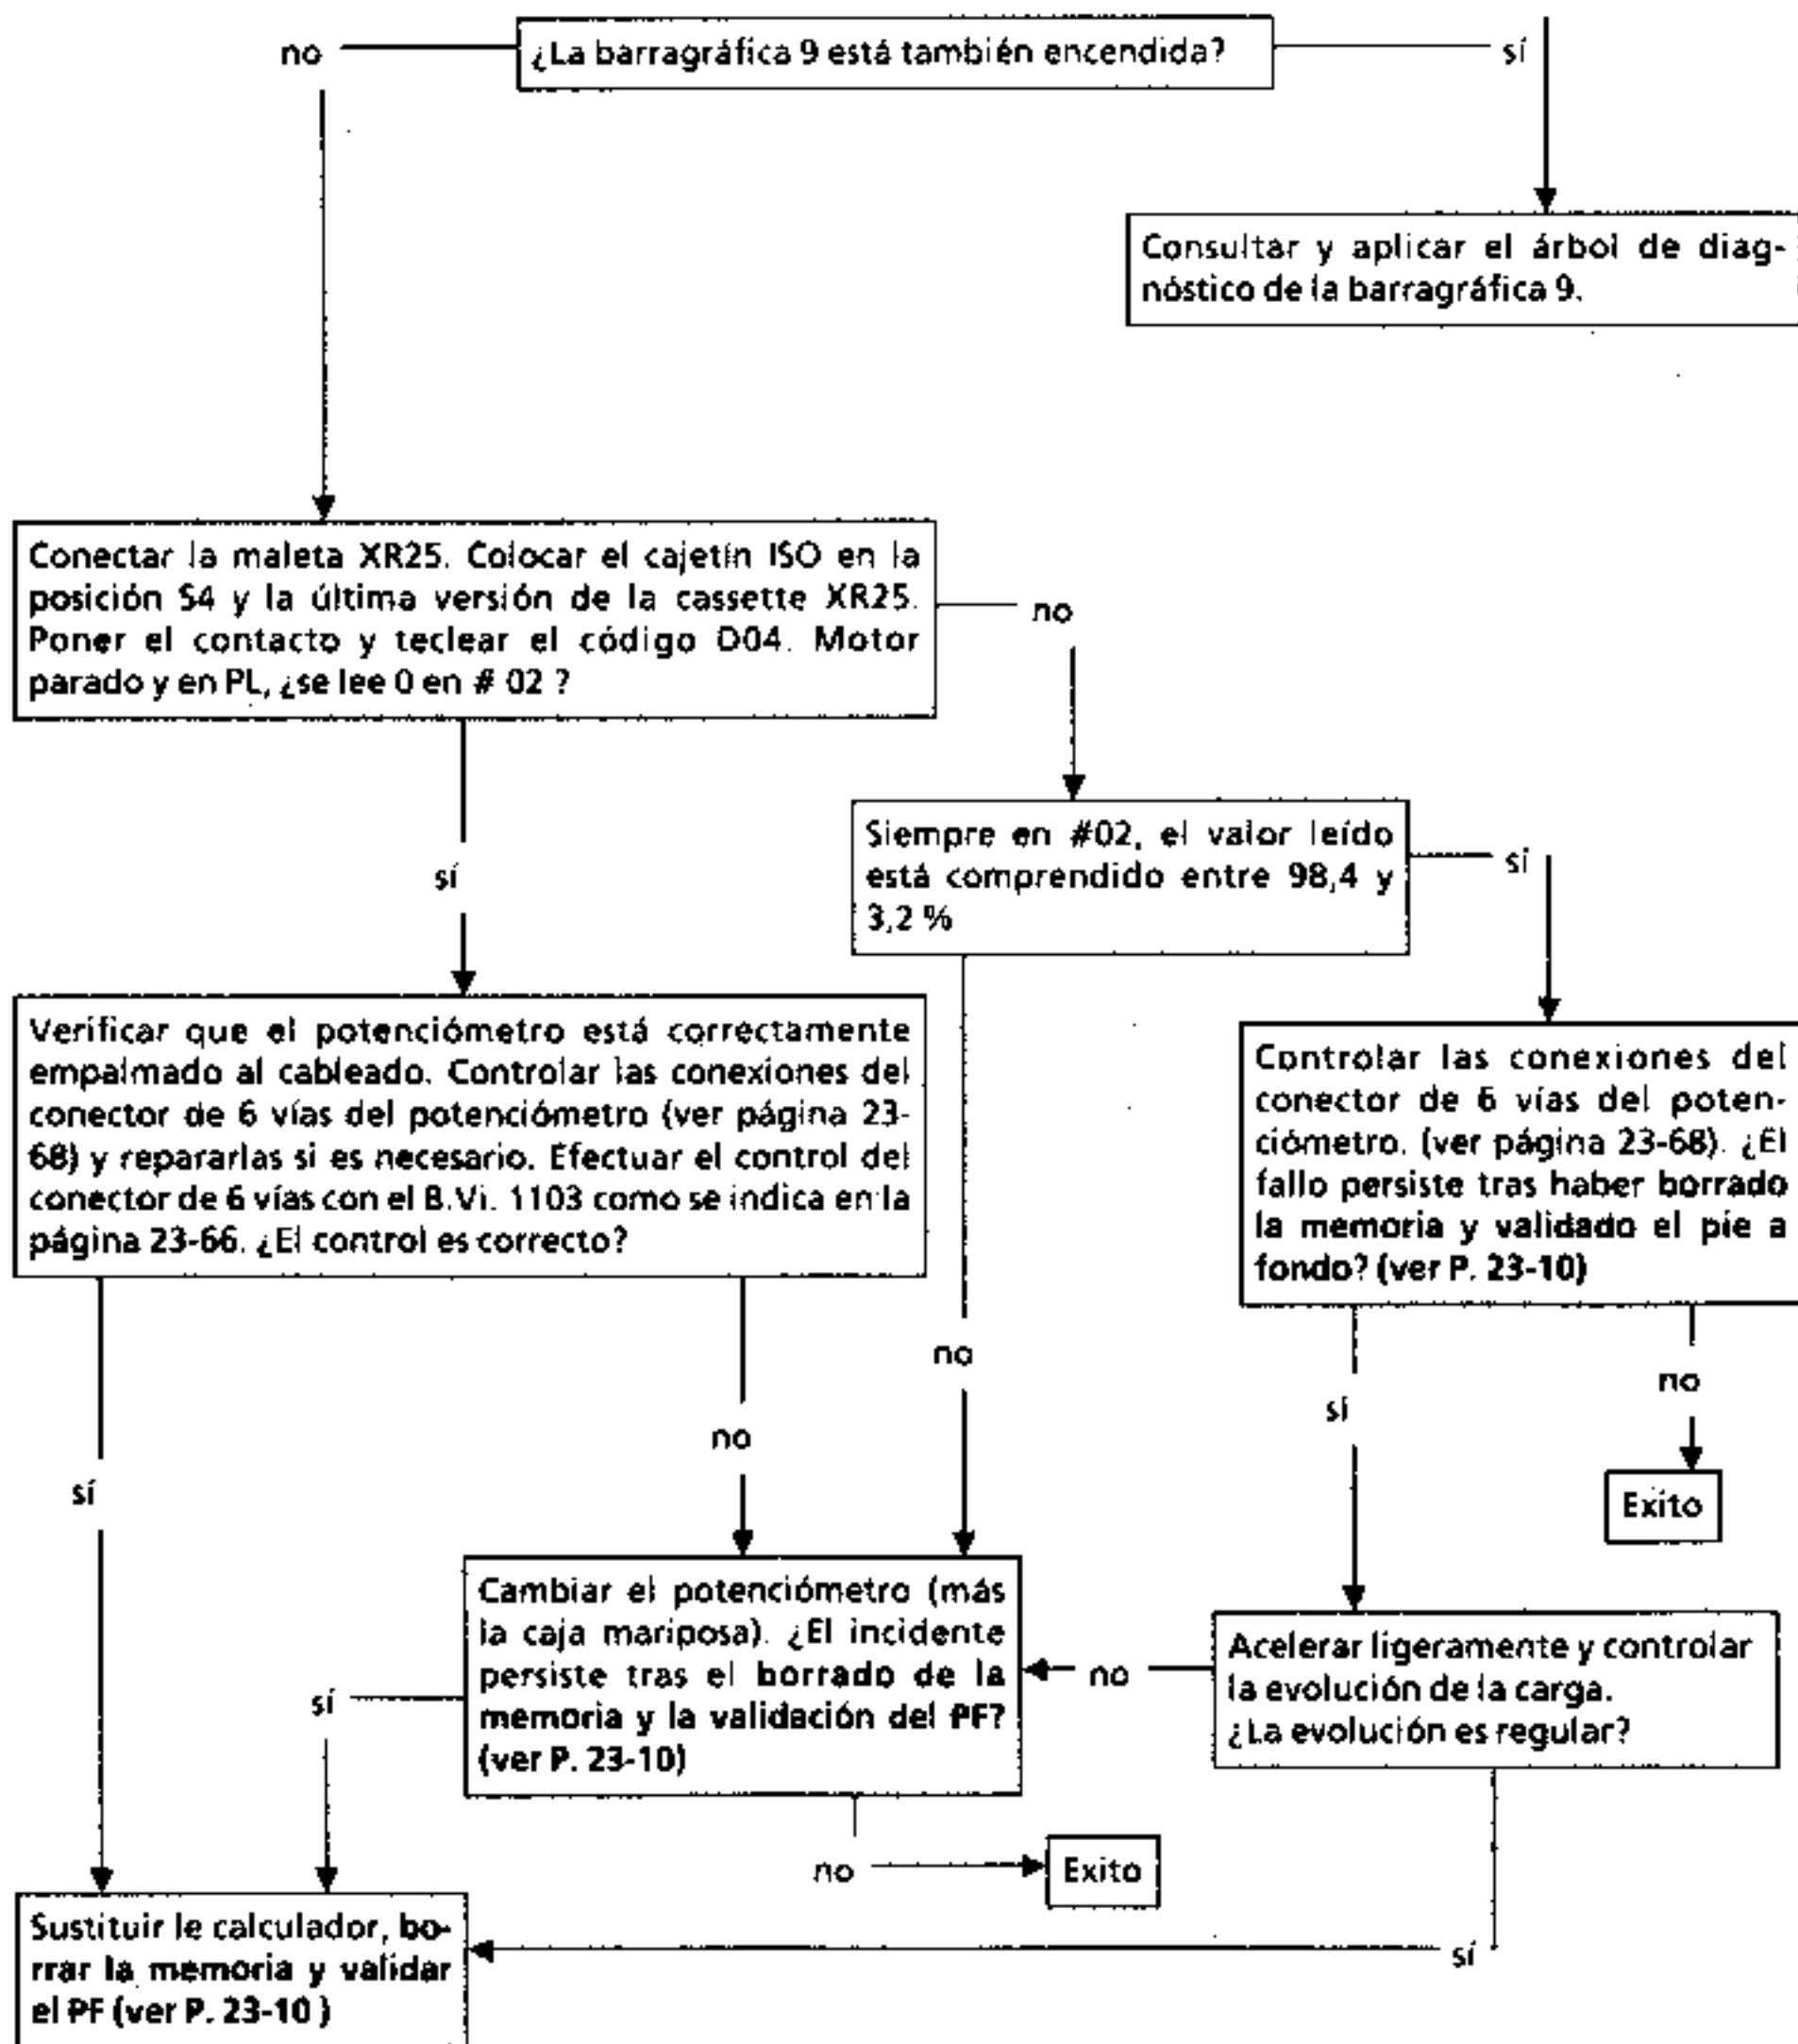 ¿La barragráfica 9 está también encendida?
no
sí
Consultar y aplicar el árbol de diag-
nóstico de la barragráfica 9.
Conectar la maleta XR25. Colocar el cajetín ISO en la
posición S4 y la última versión de la cassette XR25.
Poner el contacto y teclear el código D04. Motor
parado y en PL, ¿se lee 0 en # 02 ?
no
sí
Siempre en #02, el valor leído
está comprendido entre 98,4 y
3,2 %
sí
no
Verificar que el potenciómetro está correctamente
empalmado al cableado. Controlar las conexiones del
conector de 6 vías del potenciómetro (ver página 23-
68) y repararlas si es necesario. Efectuar el control del
conector de 6 vías con el B.Vi. 1103 como se indica en la
página 23-66. ¿El control es correcto?
sí
no
Controlar las conexiones del
conector de 6 vías del poten-
ciómetro. (ver página 23-68). ¿El
fallo persiste tras haber borrado
la memoria y validado el pie a
fondo? (ver P. 23-10)
sí
no
Exito
Cambiar el potenciómetro (más
la caja mariposa). ¿El incidente
persiste tras el borrado de la
memoria y la validación del PF?
(ver P. 23-10)
sí
no
Exito
Acelerar ligeramente y controlar
la evolución de la carga.
¿La evolución es regular?
no
sí
Sustituir le calculador, bo-
rrar la memoria y validar
el PF (ver P. 23-10 )